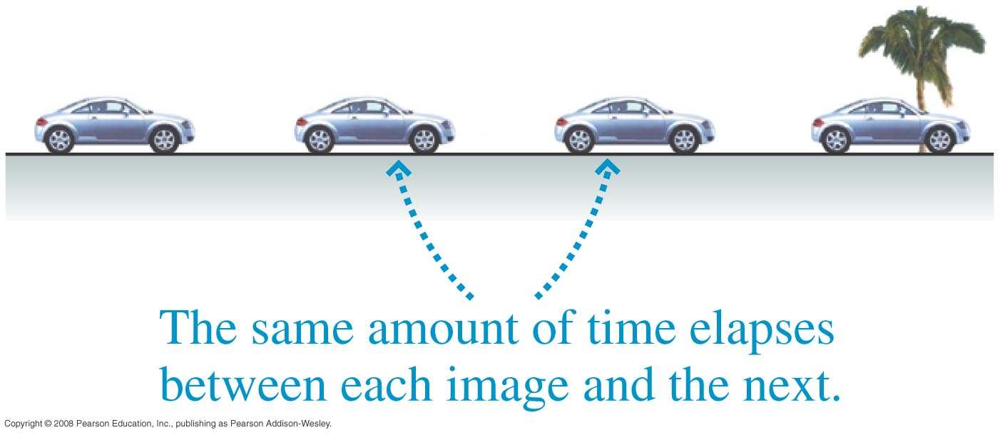 The same amount of time elapses
between each image and the next.
Copyright © 2008 Pearson Education, Inc., publishing as Pearson Addison-Wesley.